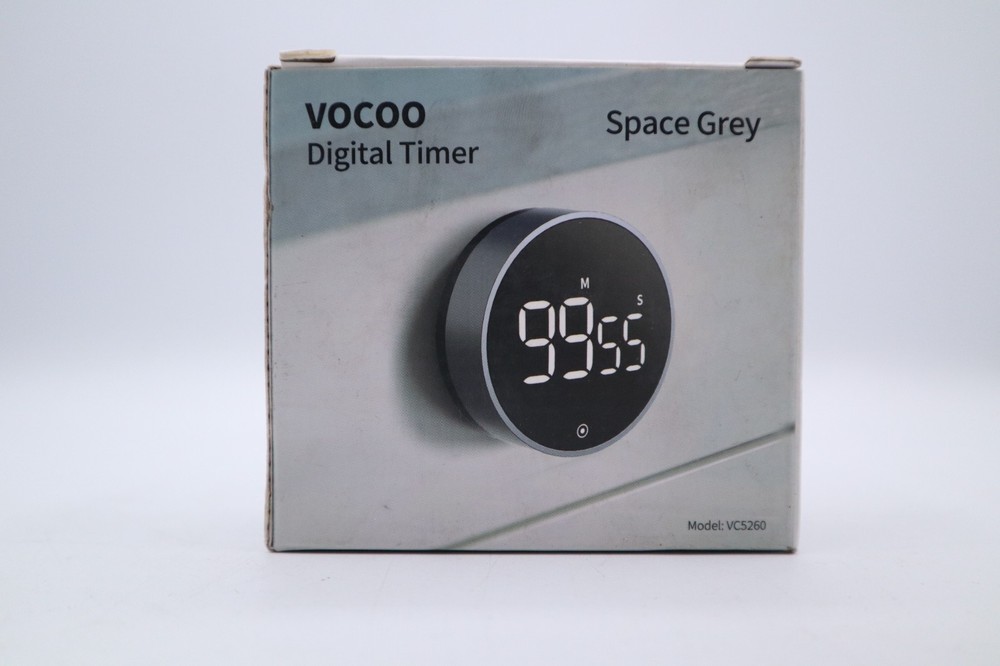 VOCOO
Digital Timer
Space Grey
M
S
9955
Model: VC5260